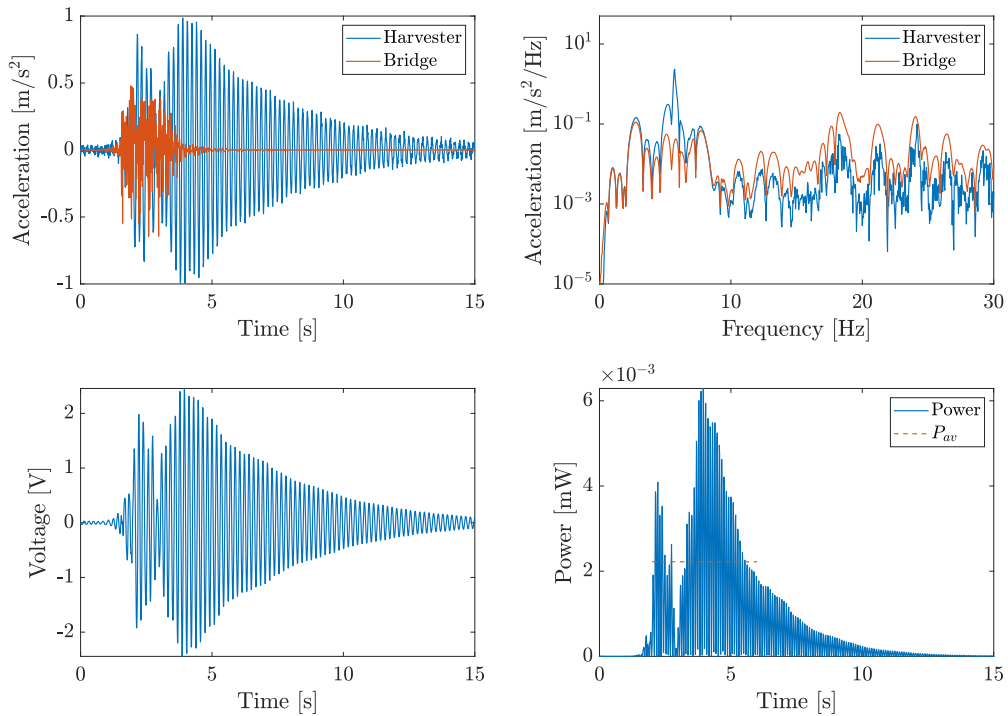 1
0.5
0
-0.5
-1
Acceleration [m/s²]
Harvester
Bridge
0 5 10 15
Time [s]
10¹
10⁻¹
10⁻³
10⁻⁵
Acceleration [m/s²/Hz]
Harvester
Bridge
0 10 20 30
Frequency [Hz]
2
1
0
-1
-2
Voltage [V]
0 5 10 15
Time [s]
×10⁻³
6
4
2
0
Power [mW]
Power
P_av
0 5 10 15
Time [s]